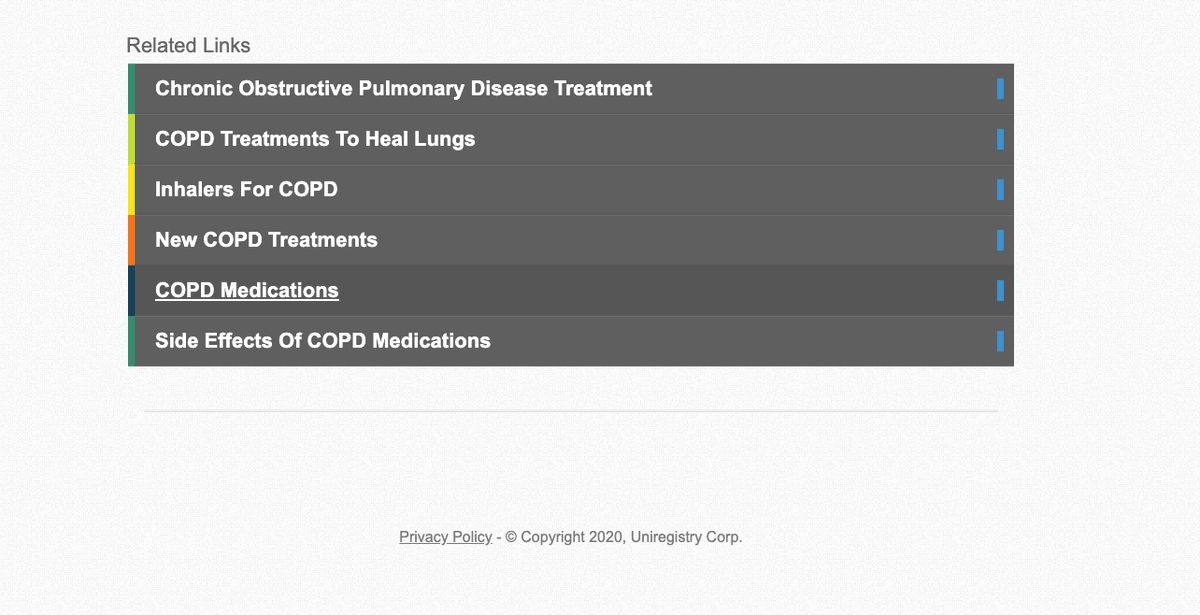 Related Links
Chronic Obstructive Pulmonary Disease Treatment
COPD Treatments To Heal Lungs
Inhalers For COPD
New COPD Treatments
COPD Medications
Side Effects Of COPD Medications
Privacy Policy - © Copyright 2020, Uniregistry Corp.